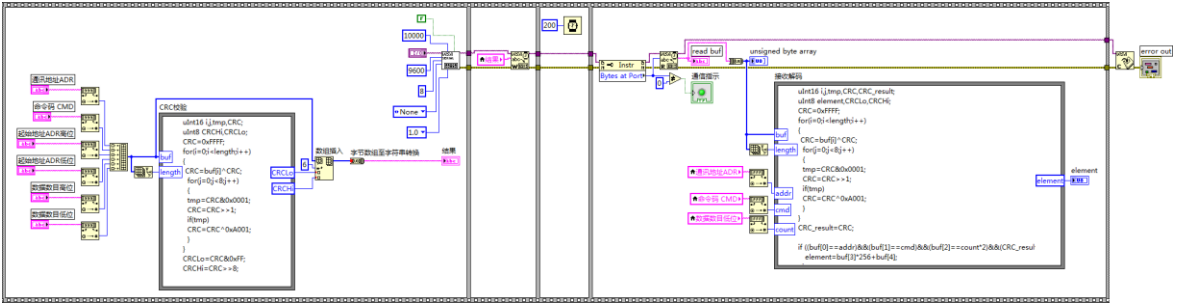 通讯地址ADR
命令码 CMD
起始地址ADR高位
起始地址ADR低位
数据数目高位
数据数目低位
CRC校验
uInt16 i,j,tmp,CRC;
uInt8 CRCHi,CRCLo;
CRC=0xFFFF;
for(i=0;i<length;i++)
{
CRC=buf[i]^CRC;
for(j=0;j<8;j++)
{
tmp=CRC&0x0001;
CRC=CRC>>1;
if(tmp)
CRC=CRC^0xA001;
}
}
CRCLo=CRC&0xFF;
CRCHi=CRC>>8;
buf
length
CRCLo
CRCHi
6
数组插入
字节数组至字符串转换
结果
F
10000
9600
8
None
1.0
结果
200
Instr
Bytes at Port
read buf
unsigned byte array
0
通信指示
接收解码
uInt16 i,j,tmp,CRC,CRC_result;
uInt8 element,CRCLo,CRCHi;
CRC=0xFFFF;
for(i=0;i<length;i++)
{
CRC=buf[i]^CRC;
for(j=0;j<8;j++)
{
tmp=CRC&0x0001;
CRC=CRC>>1;
if(tmp)
CRC=CRC^0xA001;
}
}
CRC_result=CRC;
if ((buf[0]==addr)&&(buf[1]==cmd)&&(buf[2]==count*2)&&(CRC_resul
element=buf[3]*256+buf[4];
buf
length
通讯地址ADR
addr
命令码 CMD
cmd
数据数目低位
count
element
element
error out